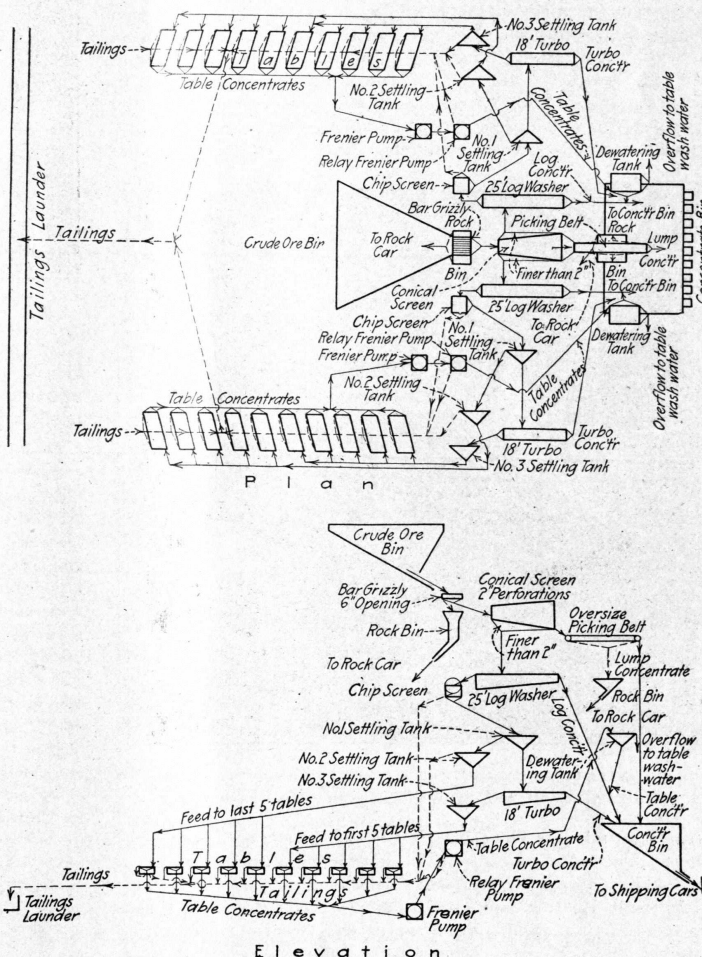 No.3 Settling Tank
18' Turbo
Turbo
Conc'tr
Tailings
Tables
Table Concentrates
No.2 Settling
Tank
Table
Concentrates
Frenier Pump
Relay Frenier Pump
No.1
Settling
Tank
Log
Conc'tr
Dewatering
Tank
Overflow to table
wash water
Chip Screen
25' Log Washer
Bar Grizzly
Rock
Picking Belt
To Conc'tr Bin
Rock
Lump
Conc'tr
Crude Ore Bin
To Rock
Car
Bin
Finer than 2"
Bin
To Conc'tr Bin
Concentrate Bin
Tailings Launder
Tailings
Conical
Screen
25' Log Washer
Chip Screen
Relay Frenier Pump
Frenier Pump
No.1
Settling
Tank
To Rock
Car
Dewatering
Tank
No.2 Settling
Tank
Table
Concentrates
Overflow to table
wash water
Table Concentrates
Tailings
18' Turbo
Turbo
Conc'tr
No.3 Settling Tank
Plan
Crude Ore
Bin
Bar Grizzly
6" Opening
Conical Screen
2" Perforations
Rock Bin
Oversize
Picking Belt
Finer
than 2"
To Rock Car
Lump
Concentrate
Chip Screen
25' Log Washer
Rock Bin
To Rock Car
Log Conc'tr
No.1 Settling Tank
No.2 Settling Tank
Dewater-
ing Tank
Overflow
to table
wash-
water
No.3 Settling Tank
18' Turbo
Table
Conc'tr
Feed to last 5 tables
Feed to first 5 tables
Table Concentrate
Turbo Conc'tr
Conc'tr
Bin
Tables
Tailings
Tailings
Relay Frenier
Pump
To Shipping Cars
Tailings
Launder
Table Concentrates
Frenier
Pump
Elevation